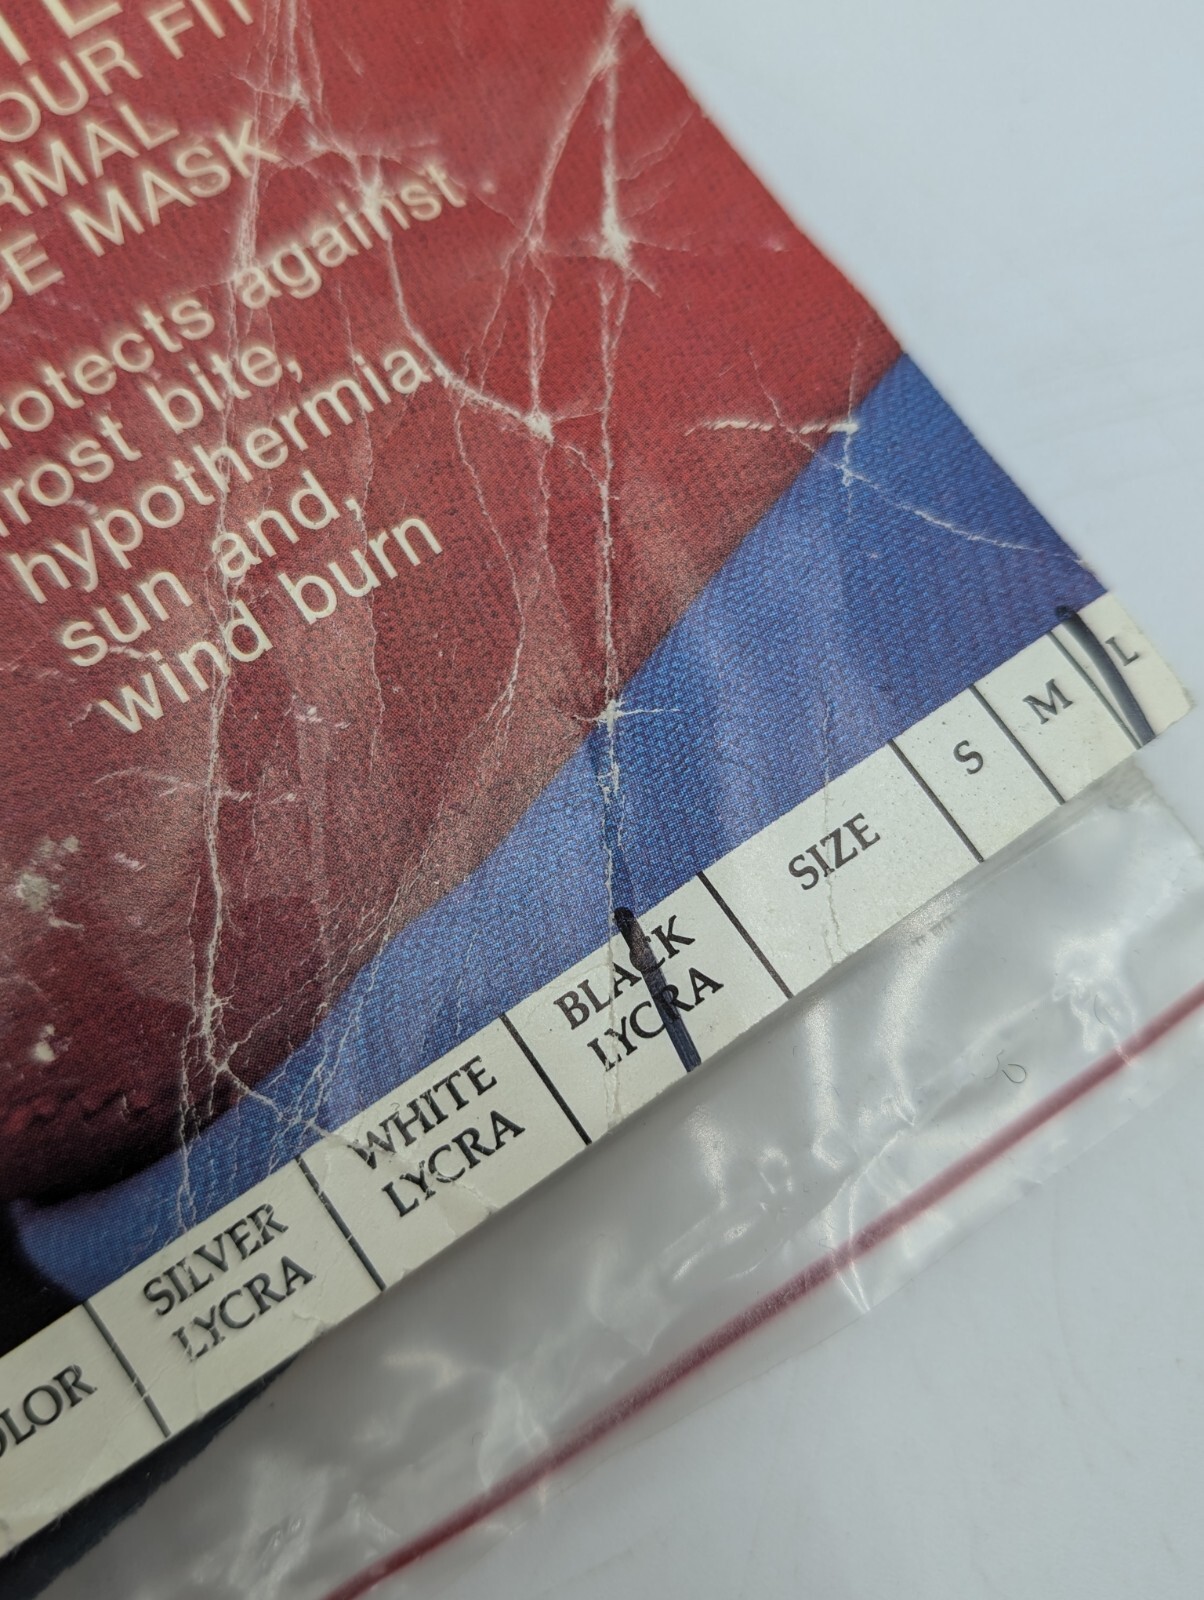 OUR FIT
RMAL
CE MASK
rotects against
rost bite,
hypothermia,
sun and,
wind burn
OLOR
SILVER
LYCRA
WHITE
LYCRA
BLACK
LYCRA
SIZE
S
M
L